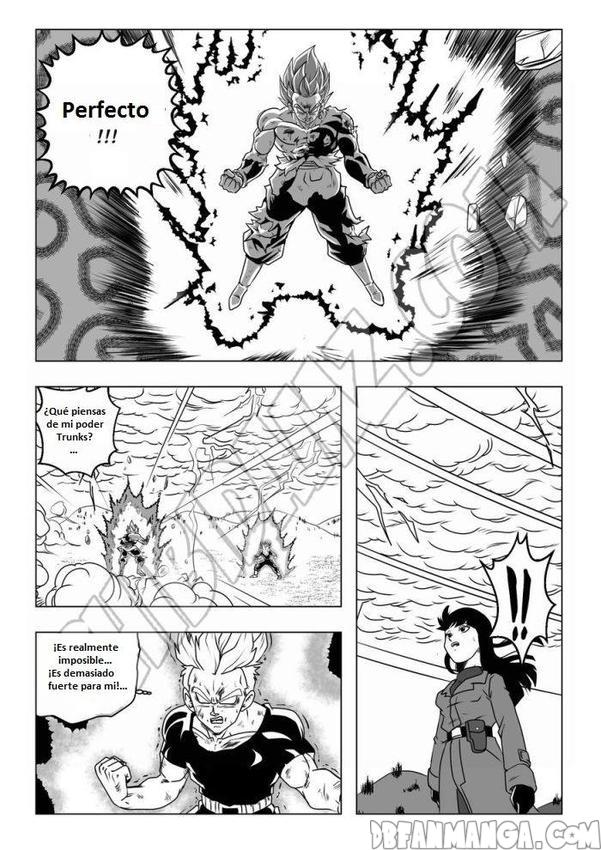 Perfecto
!!!
¿Qué piensas
de mi poder
Trunks?
...
!!
¡Es realmente
imposible...
¡Es demasiado
fuerte para mi!...
DBFANMANGA.COM